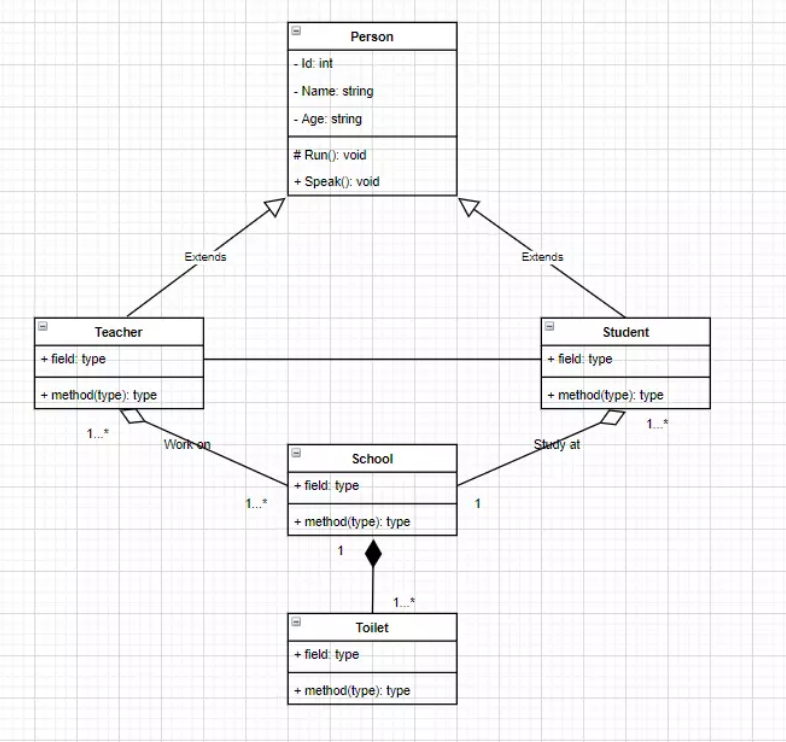 Person
- Id: int
- Name: string
- Age: string
# Run(): void
+ Speak(): void
Extends
Extends
Teacher
+ field: type
+ method(type): type
Student
+ field: type
+ method(type): type
1...*
Work on
1...*
Study at
1...*
1
School
+ field: type
+ method(type): type
1
1...*
Toilet
+ field: type
+ method(type): type